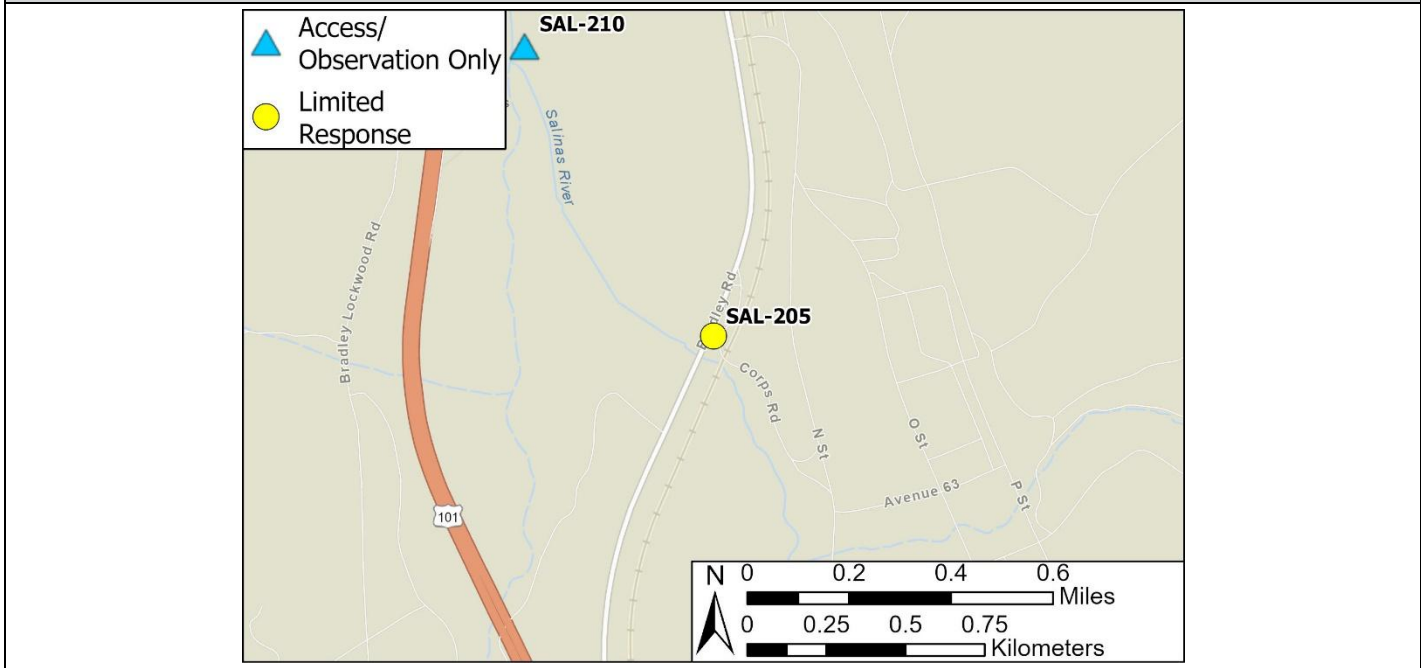 Access/
Observation Only
Limited
Response
SAL-210
Salinas River
Bradley Lockwood Rd
SAL-205
Corps Rd
N St
O St
P St
Avenue 63
101
N 0 0.2 0.4 0.6
Miles
0 0.25 0.5 0.75
Kilometers